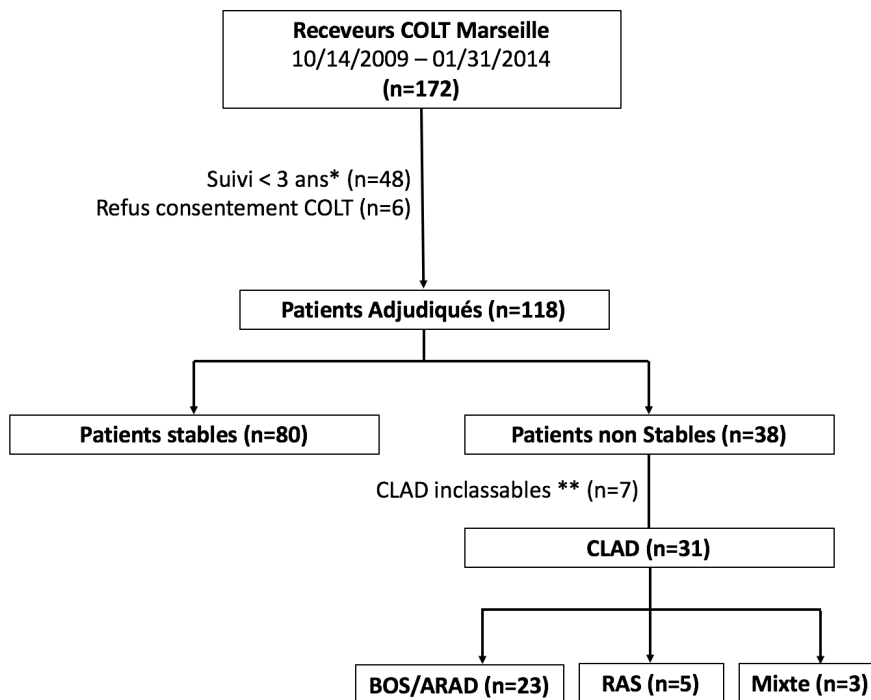 Receveurs COLT Marseille
10/14/2009 – 01/31/2014
(n=172)
Suivi < 3 ans* (n=48)
Refus consentement COLT (n=6)
Patients Adjudiqués (n=118)
Patients stables (n=80)
Patients non Stables (n=38)
CLAD inclassables ** (n=7)
CLAD (n=31)
BOS/ARAD (n=23)
RAS (n=5)
Mixte (n=3)